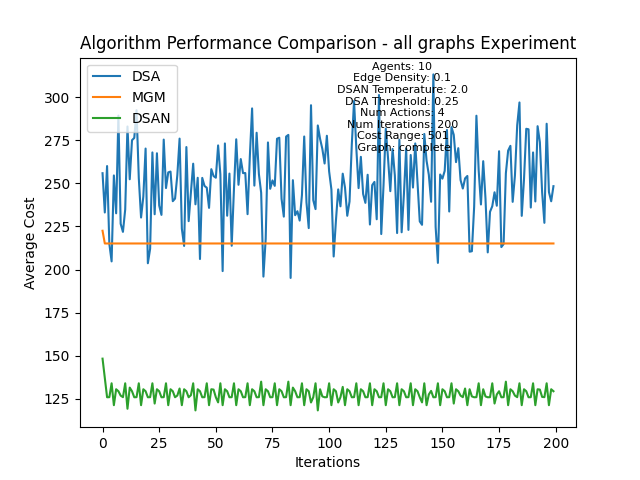 Algorithm Performance Comparison - all graphs Experiment
DSA
MGM
DSAN
Agents: 10
Edge Density: 0.1
DSAN Temperature: 2.0
DSA Threshold: 0.25
Num Actions: 4
Num Iterations: 200
Cost Range: 501
Graph: complete
Average Cost
300
275
250
225
200
175
150
125
0
25
50
75
100
125
150
175
200
Iterations